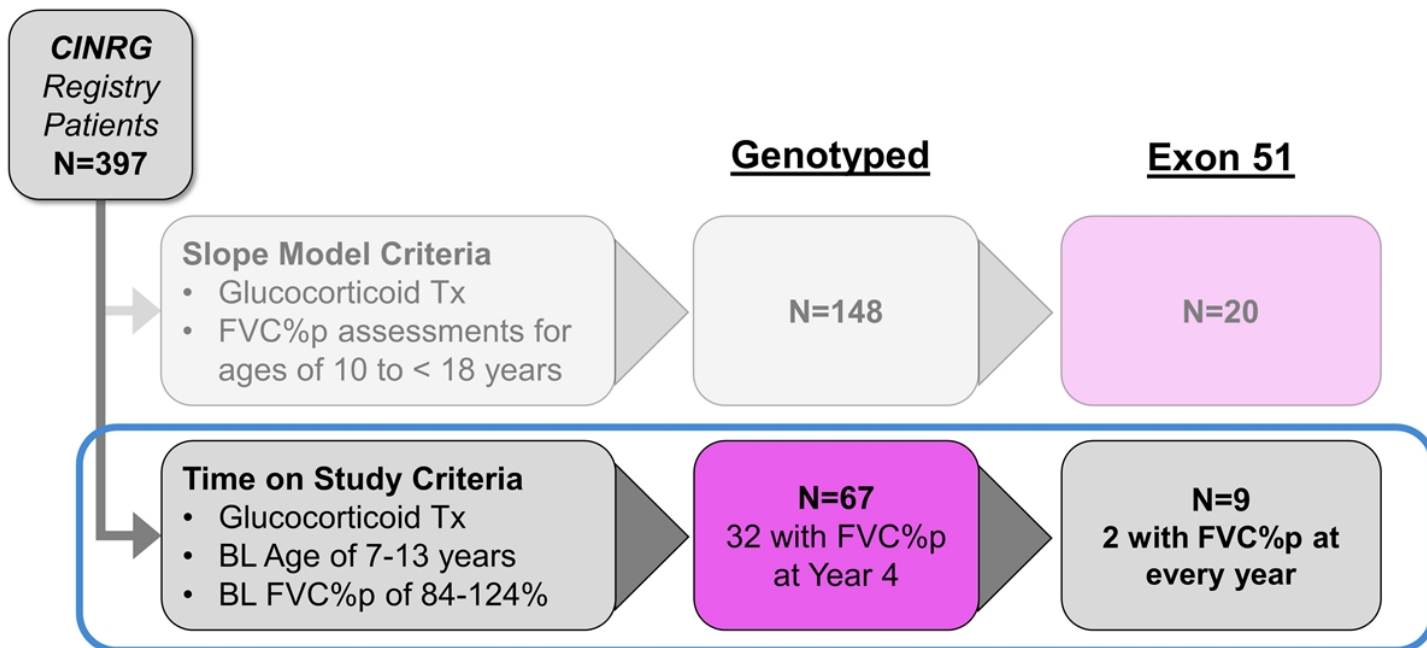 CINRG
Registry
Patients
N=397
Genotyped
Exon 51
Slope Model Criteria
• Glucocorticoid Tx
• FVC%p assessments for
ages of 10 to < 18 years
N=148
N=20
Time on Study Criteria
• Glucocorticoid Tx
• BL Age of 7-13 years
• BL FVC%p of 84-124%
N=67
32 with FVC%p
at Year 4
N=9
2 with FVC%p at
every year